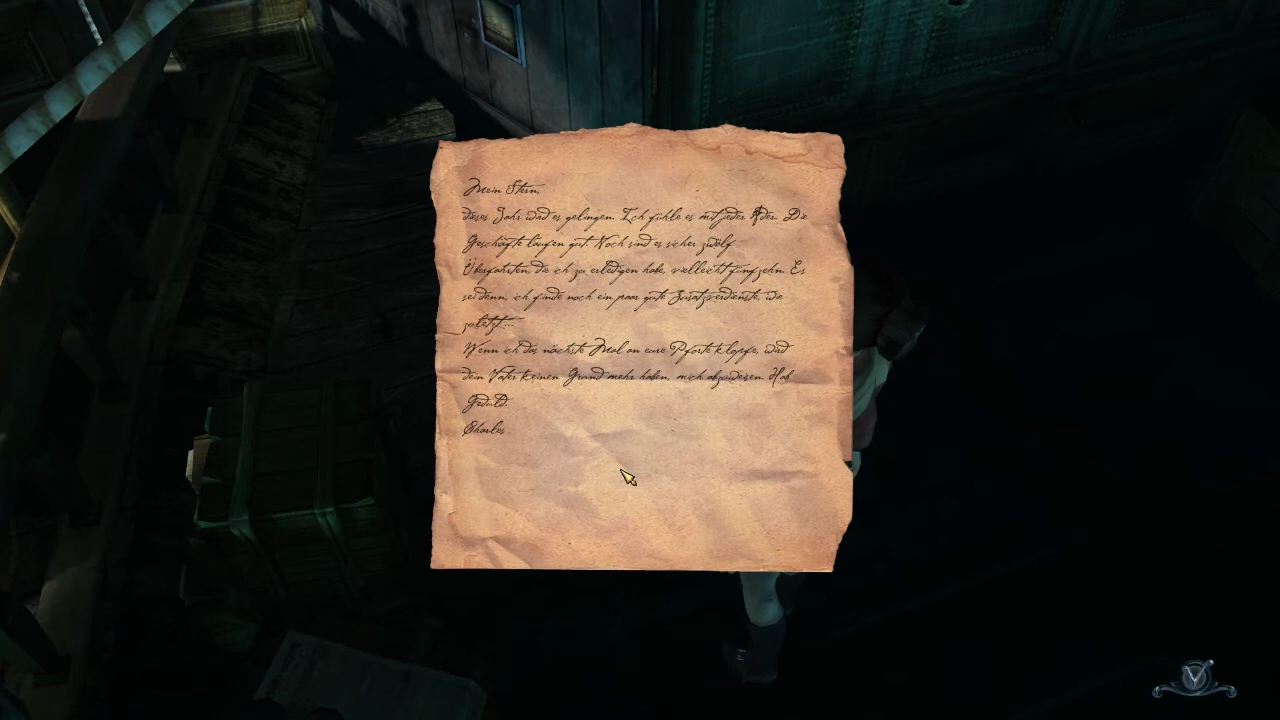 Mein Stern,
dieses Jahr wird es gelingen. Ich fühle es mit jeder Ader. Die
Geschäfte laufen gut. Noch sind es sicher zwölf
Überfahrten, die ich zu erledigen habe, vielleicht fünfzehn. Es
sei denn, ich finde noch ein paar gute Zusatzverdienste, wie
zuletzt...
Wenn ich das nächste Mal an eure Pforte klopfe, wird
dein Vater keinen Grund mehr haben, mich abzuweisen. Hab
Geduld.
Charles